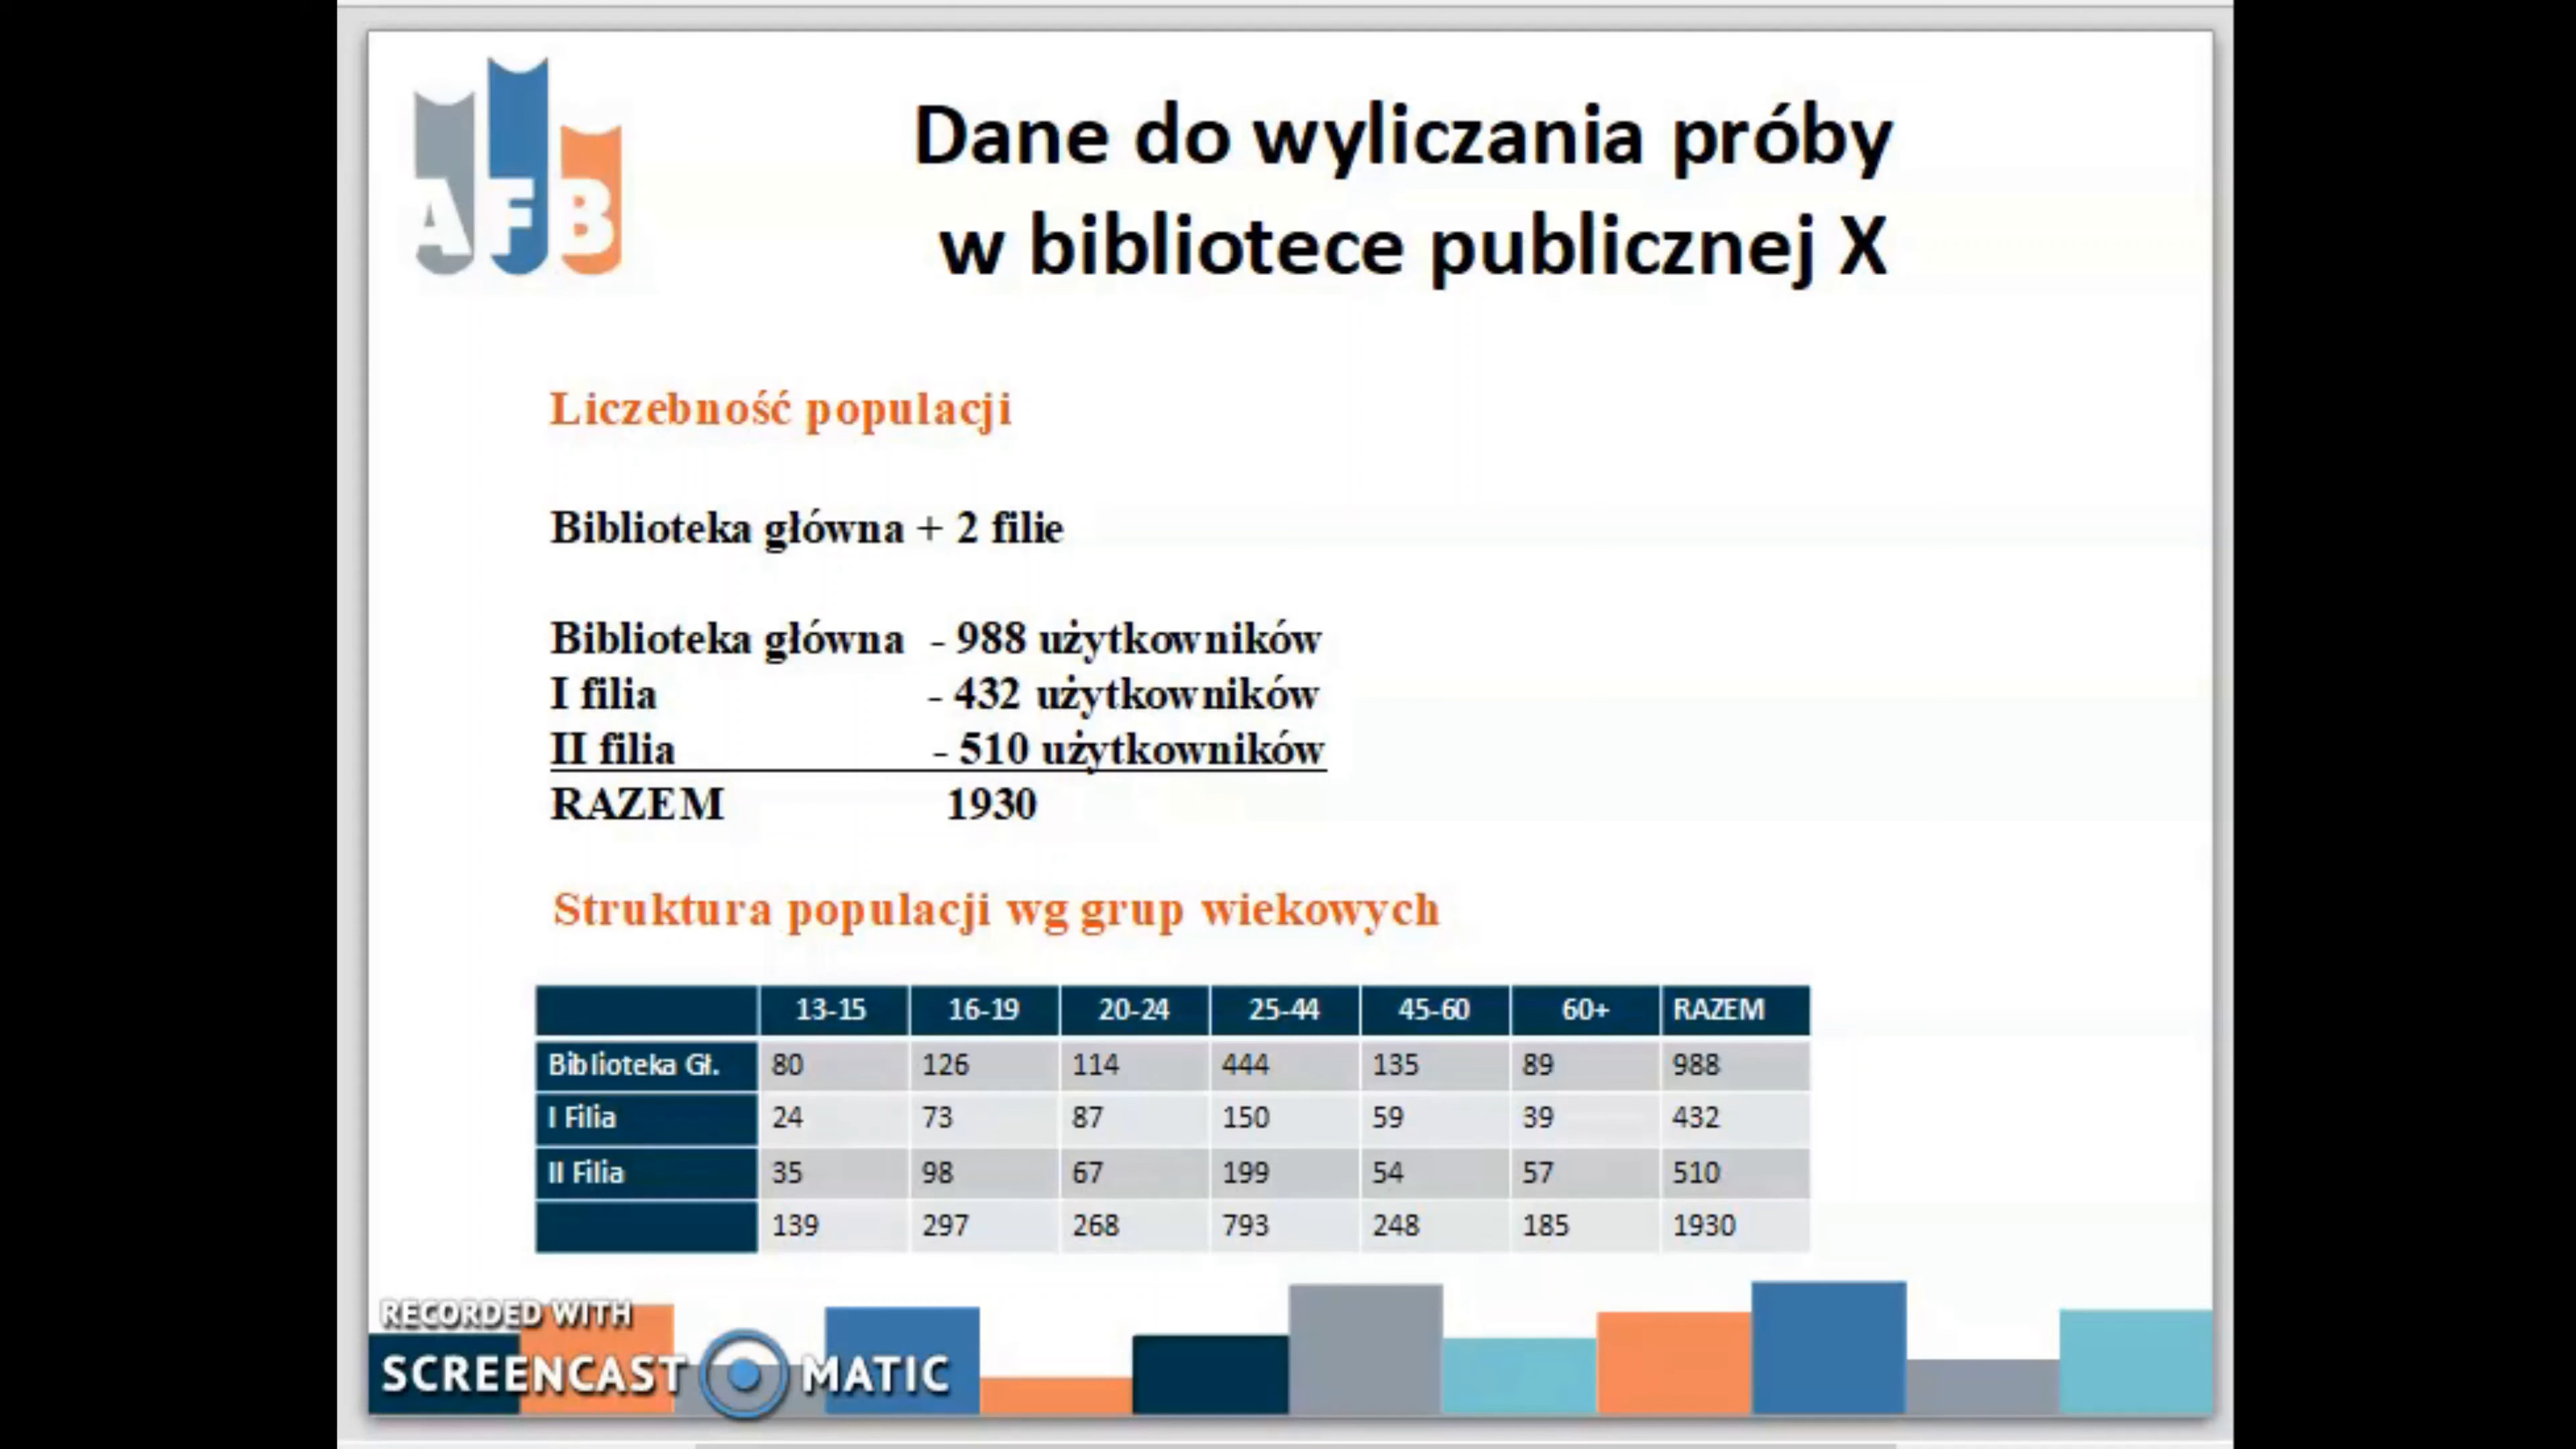 AFB
Dane do wyliczania próby
w bibliotece publicznej X
Liczebność populacji
Biblioteka główna + 2 filie
Biblioteka główna - 988 użytkowników
I filia - 432 użytkowników
II filia - 510 użytkowników
RAZEM 1930
Struktura populacji wg grup wiekowych
13-15 16-19 20-24 25-44 45-60 60+ RAZEM
Biblioteka Gł. 80 126 114 444 135 89 988
I Filia 24 73 87 150 59 39 432
II Filia 35 98 67 199 54 57 510
139 297 268 793 248 185 1930
RECORDED WITH
SCREENCAST MATIC